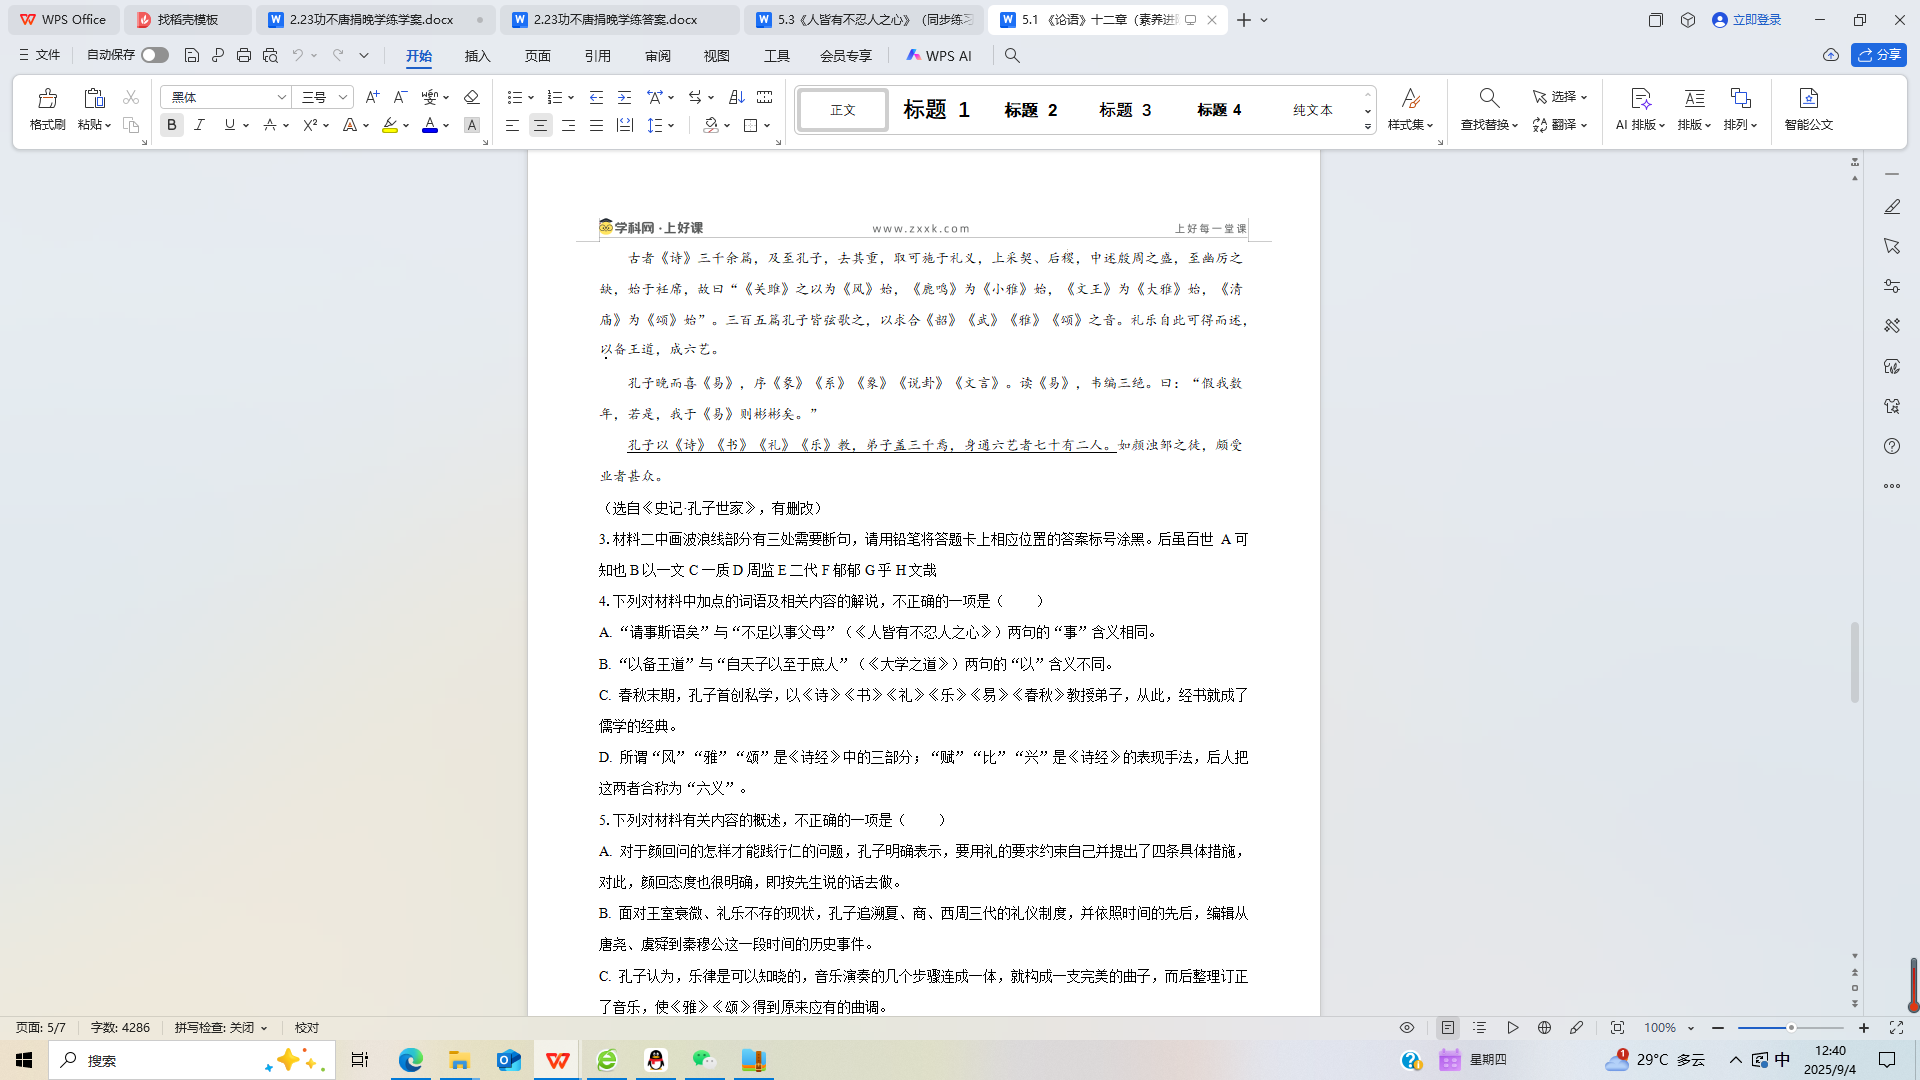 WPS Office
找稻壳模板
2.23功不唐捐晚学练学案.docx
2.23功不唐捐晚学练答案.docx
5.3《人皆有不忍人之心》（同步练习
5.1 《论语》十二章（素养进阶
立即登录
文件
自动保存
开始
插入
页面
引用
审阅
视图
工具
会员专享
WPS AI
分享
格式刷
粘贴
黑体
三号
正文
标题 1
标题 2
标题 3
标题 4
纯文本
样式集
查找替换
选择
翻译
AI 排版
排版
排列
智能公文
学科网·上好课
www.zxxk.com
上好每一堂课
古者《诗》三千余篇，及至孔子，去其重，取可施于礼义，上采契、后稷，中述殷周之盛，至幽厉之
缺，始于衽席，故曰“《关雎》之以为《风》始，《鹿鸣》为《小雅》始，《文王》为《大雅》始，《清
庙》为《颂》始”。三百五篇孔子皆弦歌之，以求合《韶》《武》《雅》《颂》之音。礼乐自此可得而述，
以备王道，成六艺。
孔子晚而喜《易》，序《彖》《系》《象》《说卦》《文言》。读《易》，韦编三绝。曰：“假我数
年，若是，我于《易》则彬彬矣。”
孔子以《诗》《书》《礼》《乐》教，弟子盖三千焉，身通六艺者七十有二人。如颜浊邹之徒，颇受
业者甚众。
（选自《史记·孔子世家》，有删改）
3.材料二中画波浪线部分有三处需要断句，请用铅笔将答题卡上相应位置的答案标号涂黑。后虽百世 A 可
知也 B 以一文 C 一质 D 周监 E 二代 F 郁郁 G 乎 H 文哉
4.下列对材料中加点的词语及相关内容的解说，不正确的一项是（　　）
A. “请事斯语矣”与“不足以事父母”（《人皆有不忍人之心》）两句的“事”含义相同。
B. “以备王道”与“自天子以至于庶人”（《大学之道》）两句的“以”含义不同。
C. 春秋末期，孔子首创私学，以《诗》《书》《礼》《乐》《易》《春秋》教授弟子，从此，经书就成了
儒学的经典。
D. 所谓“风”“雅”“颂”是《诗经》中的三部分；“赋”“比”“兴”是《诗经》的表现手法，后人把
这两者合称为“六义”。
5.下列对材料有关内容的概述，不正确的一项是（　　）
A. 对于颜回问的怎样才能践行仁的问题，孔子明确表示，要用礼的要求约束自己并提出了四条具体措施，
对此，颜回态度也很明确，即按先生说的话去做。
B. 面对王室衰微、礼乐不存的现状，孔子追溯夏、商、西周三代的礼仪制度，并依照时间的先后，编辑从
唐尧、虞舜到秦穆公这一段时间的历史事件。
C. 孔子认为，乐律是可以知晓的，音乐演奏的几个步骤连成一体，就构成一支完美的曲子，而后整理订正
了音乐，使《雅》《颂》得到原来应有的曲调。
页面: 5/7
字数: 4286
拼写检查: 关闭
校对
100%
搜索
星期四
29°C 多云
中
12:40
2025/9/4